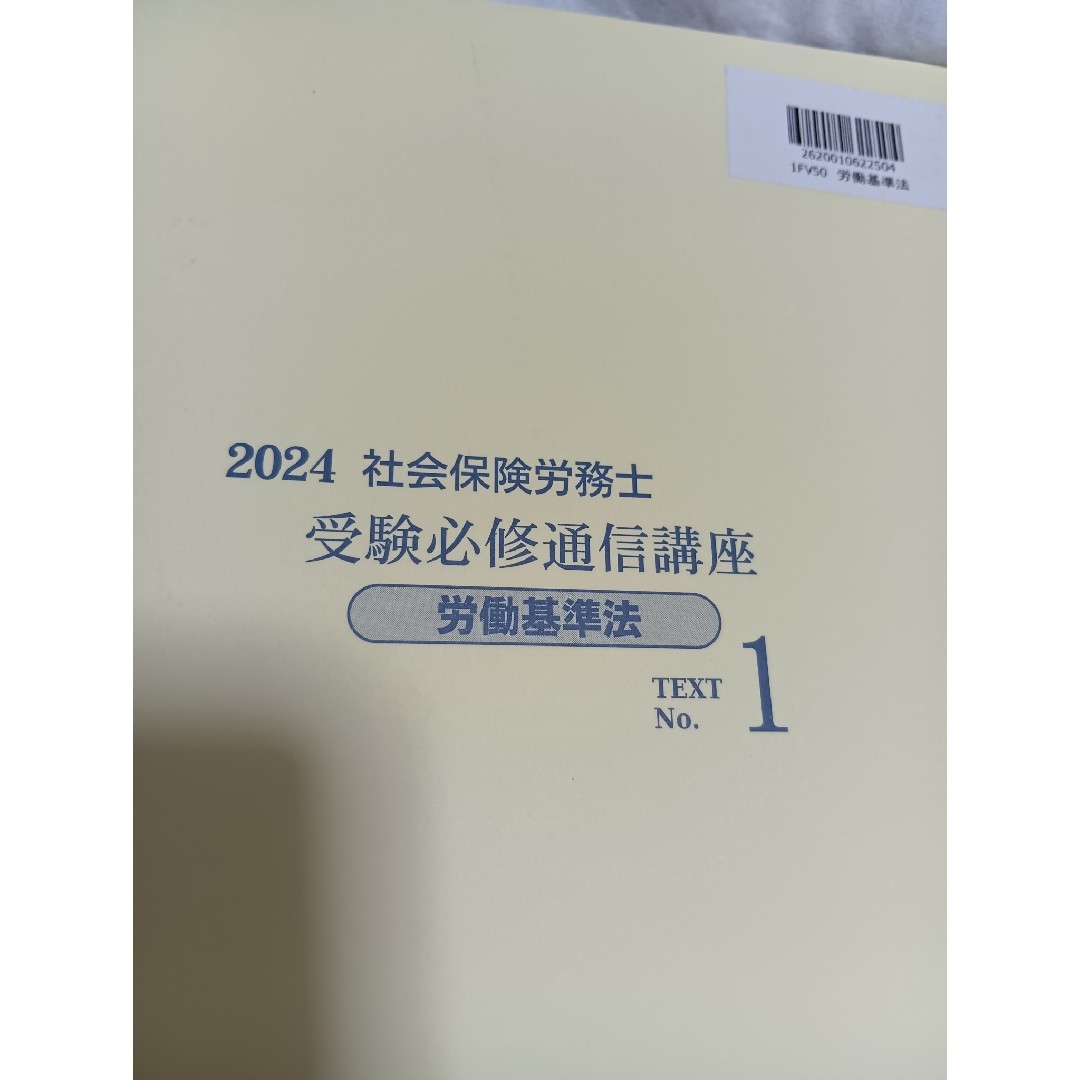 2620010622504
1FV50 労働基準法
2024 社会保険労務士
受験必修通信講座
労働基準法
TEXT
No. 1